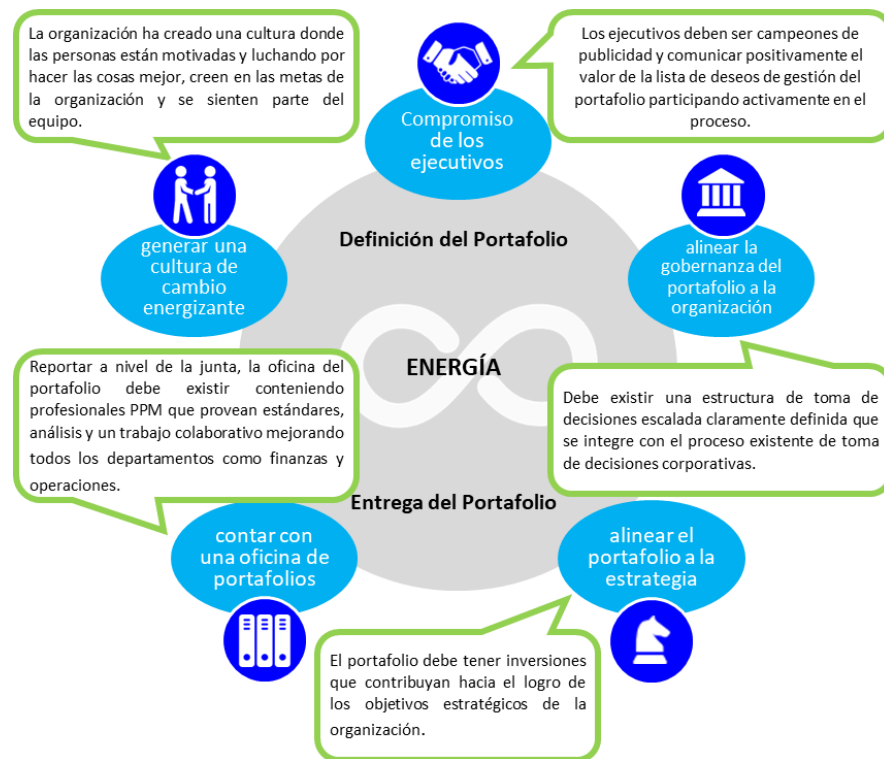 La organización ha creado una cultura donde
las personas están motivadas y luchando por
hacer las cosas mejor, creen en las metas de
la organización y se sienten parte del
equipo.
Los ejecutivos deben ser campeones de
publicidad y comunicar positivamente el
valor de la lista de deseos de gestión del
portafolio participando activamente en el
proceso.
Compromiso
de los
ejecutivos
generar una
cultura de
cambio
energizante
Definición del Portafolio
alinear la
gobernanza del
portafolio a la
organización
Reportar a nivel de la junta, la oficina del
portafolio debe existir conteniendo
profesionales PPM que provean estándares,
análisis y un trabajo colaborativo mejorando
todos los departamentos como finanzas y
operaciones.
ENERGÍA
Debe existir una estructura de toma de
decisiones escalada claramente definida que
se integre con el proceso existente de toma
de decisiones corporativas.
Entrega del Portafolio
contar con
una oficina de
portafolios
alinear el
portafolio a la
estrategia
El portafolio debe tener inversiones
que contribuyan hacia el logro de
los objetivos estratégicos de la
organización.